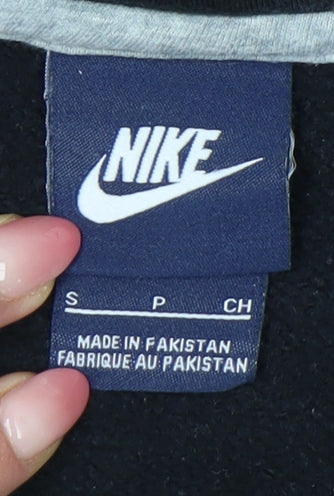 NIKE
S P CH
MADE IN PAKISTAN
FABRIQUE AU PAKISTAN